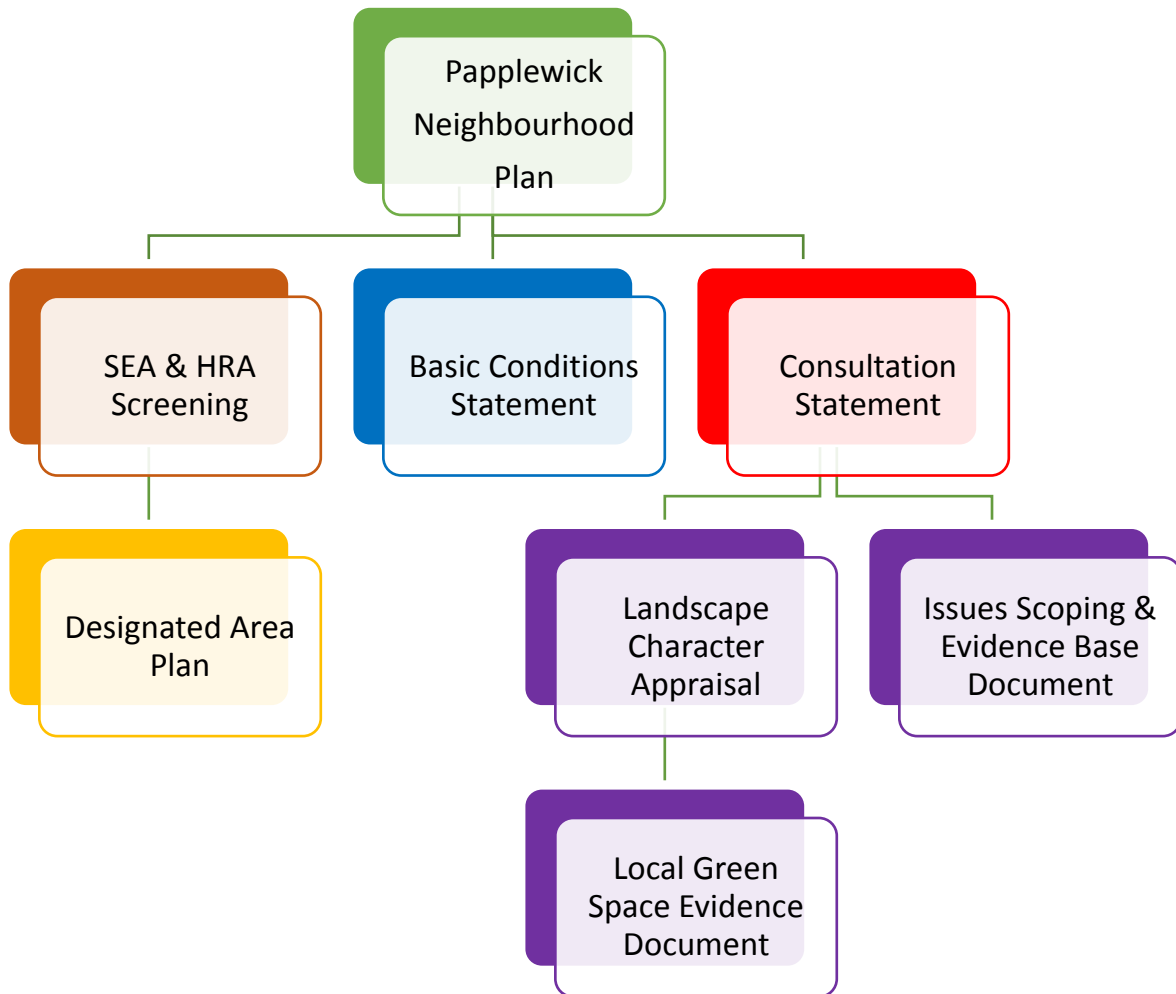 Papplewick
Neighbourhood
Plan
SEA & HRA
Screening
Basic Conditions
Statement
Consultation
Statement
Designated Area
Plan
Landscape
Character
Appraisal
Issues Scoping &
Evidence Base
Document
Local Green
Space Evidence
Document